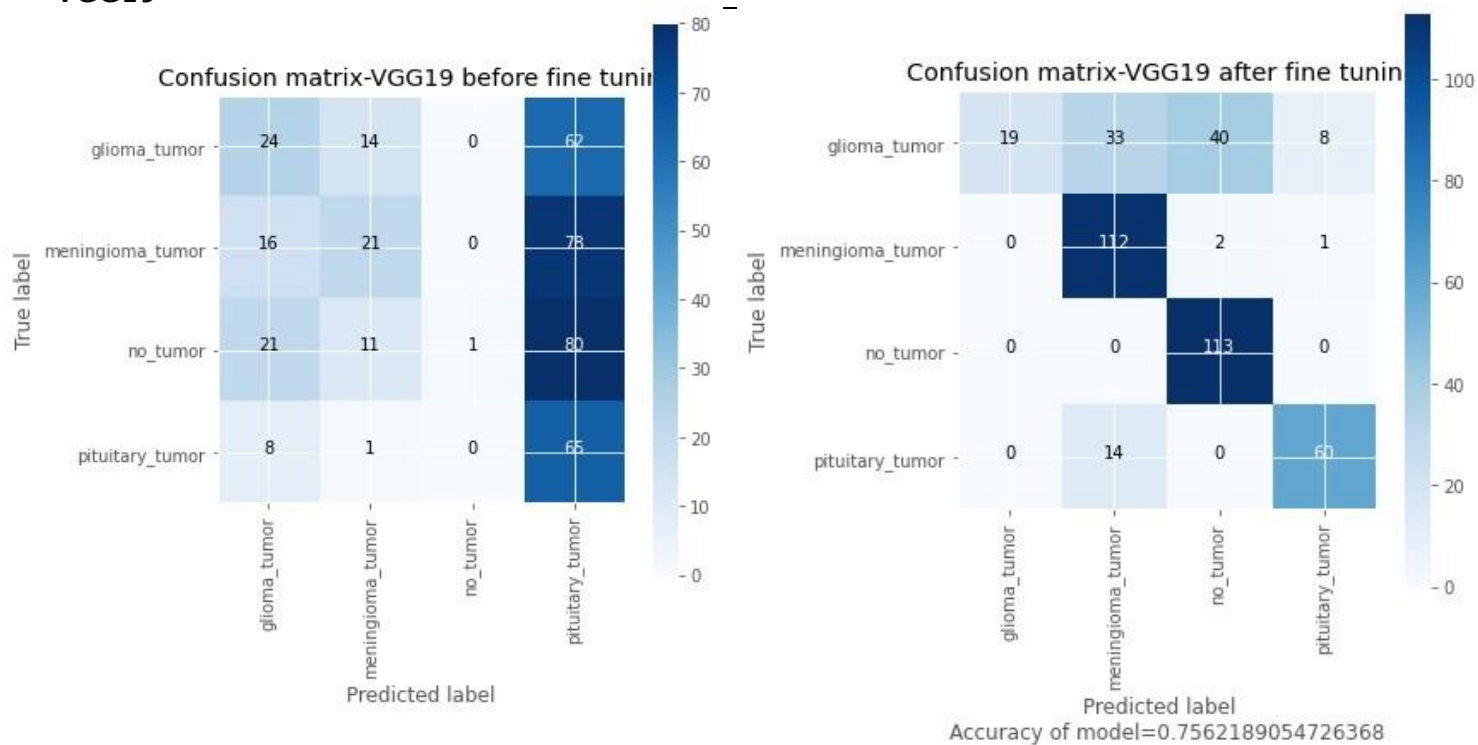 VGG19
Confusion matrix-VGG19 before fine tunin
80
70
60
50
40
30
20
10
0
True label
glioma_tumor
24 14 0 62
meningioma_tumor
16 21 0 78
no_tumor
21 11 1 80
pituitary_tumor
8 1 0 65
glioma_tumor
meningioma_tumor
no_tumor
pituitary_tumor
Predicted label
Confusion matrix-VGG19 after fine tunin
100
80
60
40
20
0
True label
glioma_tumor
19 33 40 8
meningioma_tumor
0 112 2 1
no_tumor
0 0 113 0
pituitary_tumor
0 14 0 60
glioma_tumor
meningioma_tumor
no_tumor
pituitary_tumor
Predicted label
Accuracy of model=0.7562189054726368